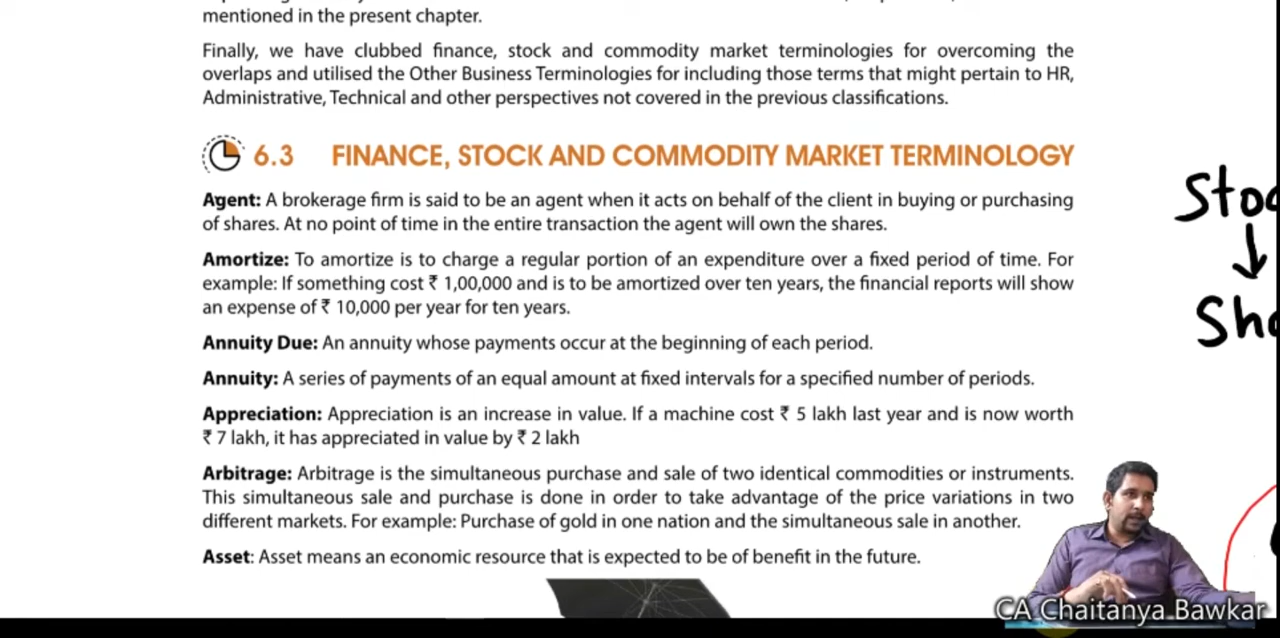 mentioned in the present chapter.
Finally, we have clubbed finance, stock and commodity market terminologies for overcoming the
overlaps and utilised the Other Business Terminologies for including those terms that might pertain to HR,
Administrative, Technical and other perspectives not covered in the previous classifications.
6.3 FINANCE, STOCK AND COMMODITY MARKET TERMINOLOGY
Agent: A brokerage firm is said to be an agent when it acts on behalf of the client in buying or purchasing
of shares. At no point of time in the entire transaction the agent will own the shares.
Amortize: To amortize is to charge a regular portion of an expenditure over a fixed period of time. For
example: If something cost ₹ 1,00,000 and is to be amortized over ten years, the financial reports will show
an expense of ₹ 10,000 per year for ten years.
Annuity Due: An annuity whose payments occur at the beginning of each period.
Annuity: A series of payments of an equal amount at fixed intervals for a specified number of periods.
Appreciation: Appreciation is an increase in value. If a machine cost ₹ 5 lakh last year and is now worth
₹ 7 lakh, it has appreciated in value by ₹ 2 lakh
Arbitrage: Arbitrage is the simultaneous purchase and sale of two identical commodities or instruments.
This simultaneous sale and purchase is done in order to take advantage of the price variations in two
different markets. For example: Purchase of gold in one nation and the simultaneous sale in another.
Asset: Asset means an economic resource that is expected to be of benefit in the future.
CA Chaitanya Bawkar